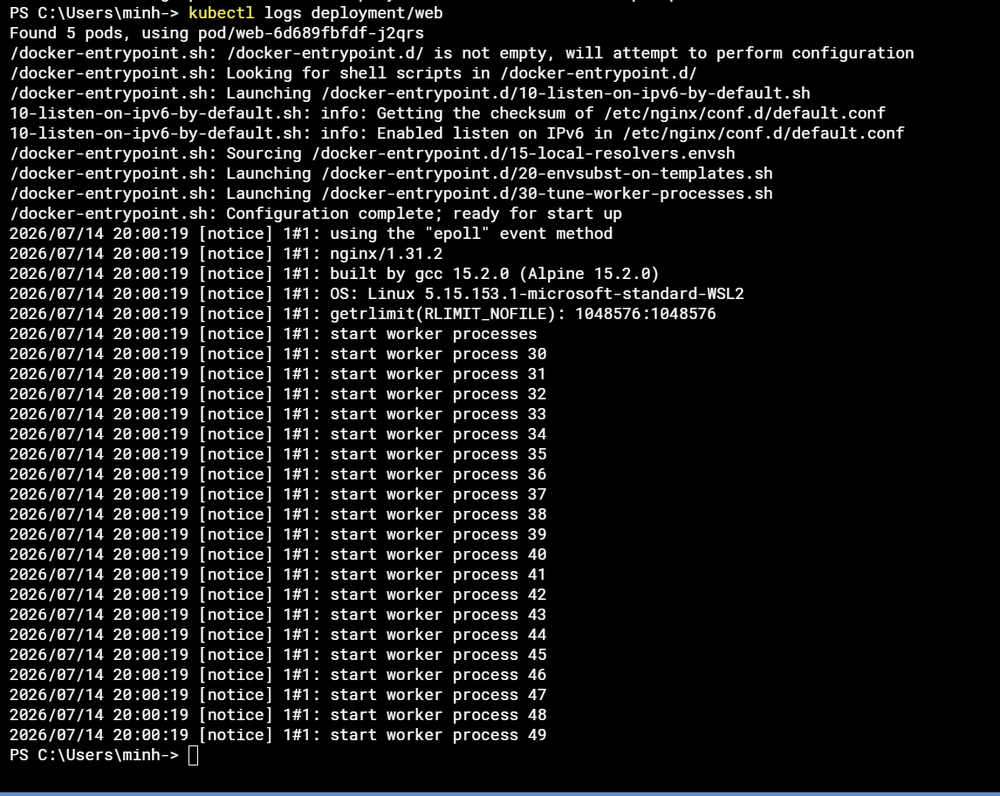 PS C:\Users\minh-> kubectl logs deployment/web
Found 5 pods, using pod/web-6d689fbfdf-j2qrs
/docker-entrypoint.sh: /docker-entrypoint.d/ is not empty, will attempt to perform configuration
/docker-entrypoint.sh: Looking for shell scripts in /docker-entrypoint.d/
/docker-entrypoint.sh: Launching /docker-entrypoint.d/10-listen-on-ipv6-by-default.sh
10-listen-on-ipv6-by-default.sh: info: Getting the checksum of /etc/nginx/conf.d/default.conf
10-listen-on-ipv6-by-default.sh: info: Enabled listen on IPv6 in /etc/nginx/conf.d/default.conf
/docker-entrypoint.sh: Sourcing /docker-entrypoint.d/15-local-resolvers.envsh
/docker-entrypoint.sh: Launching /docker-entrypoint.d/20-envsubst-on-templates.sh
/docker-entrypoint.sh: Launching /docker-entrypoint.d/30-tune-worker-processes.sh
/docker-entrypoint.sh: Configuration complete; ready for start up
2026/07/14 20:00:19 [notice] 1#1: using the "epoll" event method
2026/07/14 20:00:19 [notice] 1#1: nginx/1.31.2
2026/07/14 20:00:19 [notice] 1#1: built by gcc 15.2.0 (Alpine 15.2.0)
2026/07/14 20:00:19 [notice] 1#1: OS: Linux 5.15.153.1-microsoft-standard-WSL2
2026/07/14 20:00:19 [notice] 1#1: getrlimit(RLIMIT_NOFILE): 1048576:1048576
2026/07/14 20:00:19 [notice] 1#1: start worker processes
2026/07/14 20:00:19 [notice] 1#1: start worker process 30
2026/07/14 20:00:19 [notice] 1#1: start worker process 31
2026/07/14 20:00:19 [notice] 1#1: start worker process 32
2026/07/14 20:00:19 [notice] 1#1: start worker process 33
2026/07/14 20:00:19 [notice] 1#1: start worker process 34
2026/07/14 20:00:19 [notice] 1#1: start worker process 35
2026/07/14 20:00:19 [notice] 1#1: start worker process 36
2026/07/14 20:00:19 [notice] 1#1: start worker process 37
2026/07/14 20:00:19 [notice] 1#1: start worker process 38
2026/07/14 20:00:19 [notice] 1#1: start worker process 39
2026/07/14 20:00:19 [notice] 1#1: start worker process 40
2026/07/14 20:00:19 [notice] 1#1: start worker process 41
2026/07/14 20:00:19 [notice] 1#1: start worker process 42
2026/07/14 20:00:19 [notice] 1#1: start worker process 43
2026/07/14 20:00:19 [notice] 1#1: start worker process 44
2026/07/14 20:00:19 [notice] 1#1: start worker process 45
2026/07/14 20:00:19 [notice] 1#1: start worker process 46
2026/07/14 20:00:19 [notice] 1#1: start worker process 47
2026/07/14 20:00:19 [notice] 1#1: start worker process 48
2026/07/14 20:00:19 [notice] 1#1: start worker process 49
PS C:\Users\minh->